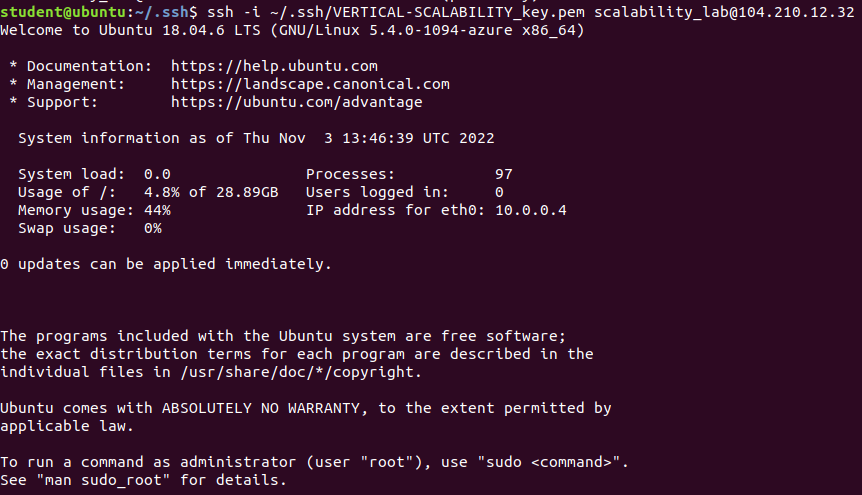 student@ubuntu:~/.ssh$ ssh -i ~/.ssh/VERTICAL-SCALABILITY_key.pem scalability_lab@104.210.12.32
Welcome to Ubuntu 18.04.6 LTS (GNU/Linux 5.4.0-1094-azure x86_64)

 * Documentation:  https://help.ubuntu.com
 * Management:     https://landscape.canonical.com
 * Support:        https://ubuntu.com/advantage

  System information as of Thu Nov  3 13:46:39 UTC 2022

  System load:  0.0               Processes:           97
  Usage of /:   4.8% of 28.89GB   Users logged in:     0
  Memory usage: 44%               IP address for eth0: 10.0.0.4
  Swap usage:   0%

0 updates can be applied immediately.

The programs included with the Ubuntu system are free software;
the exact distribution terms for each program are described in the
individual files in /usr/share/doc/*/copyright.

Ubuntu comes with ABSOLUTELY NO WARRANTY, to the extent permitted by
applicable law.

To run a command as administrator (user "root"), use "sudo <command>".
See "man sudo_root" for details.